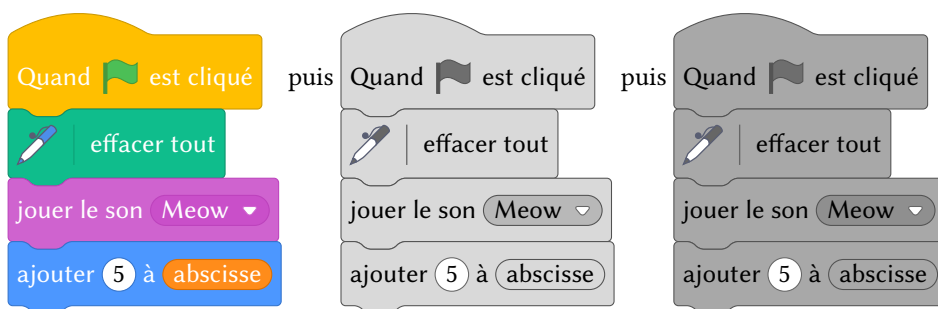 Quand est cliqué puis Quand est cliqué puis Quand est cliqué
effacer tout effacer tout effacer tout
jouer le son Meow jouer le son Meow jouer le son Meow
ajouter 5 à abscisse ajouter 5 à abscisse ajouter 5 à abscisse